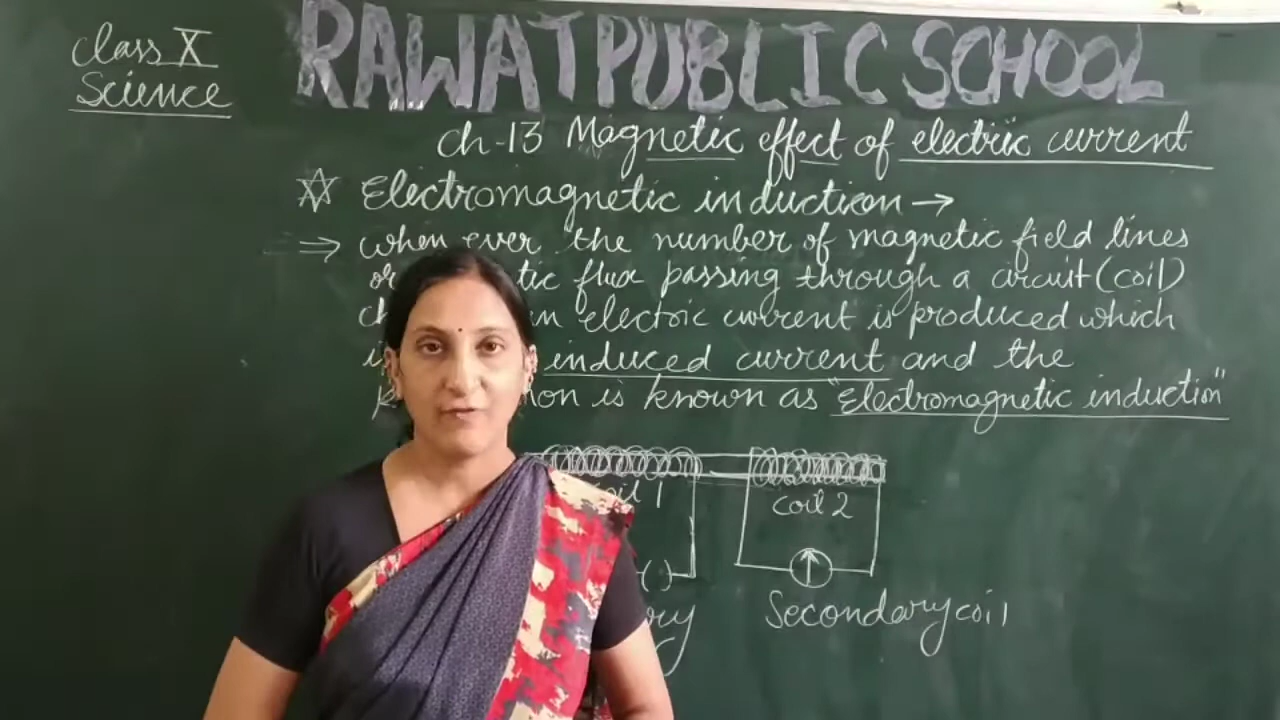 Class X
Science
RAWAT PUBLIC SCHOOL
ch-13 Magnetic effect of electric current
Electromagnetic induction →
⇒ when ever the number of magnetic field lines
tic flux passing through a circuit (coil)
electric current is produced which
induced current and the
is known as "Electromagnetic induction"
coil 2
Secondary coil